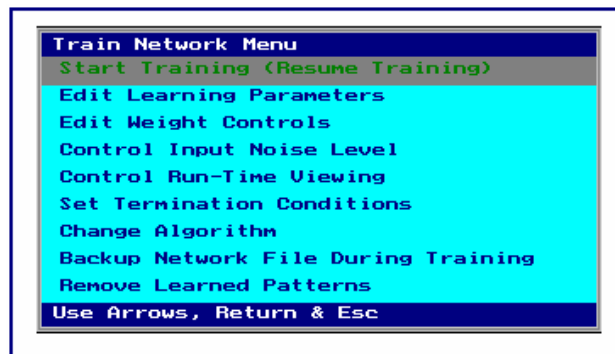 Train Network Menu
Start Training (Resume Training)
Edit Learning Parameters
Edit Weight Controls
Control Input Noise Level
Control Run-Time Viewing
Set Termination Conditions
Change Algorithm
Backup Network File During Training
Remove Learned Patterns
Use Arrows, Return & Esc